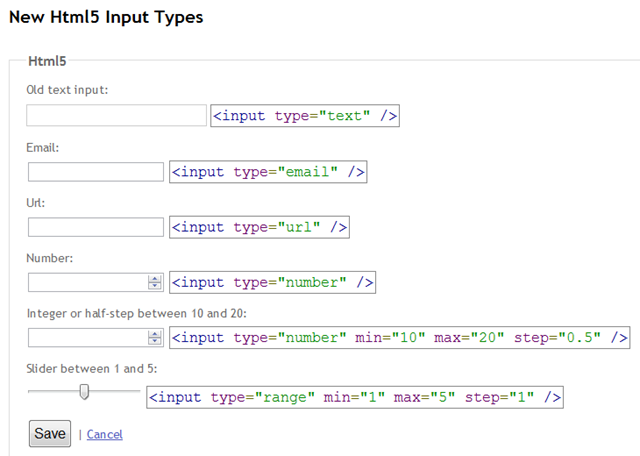 New Html5 Input Types
Html5
Old text input:
<input type="text" />
Email:
<input type="email" />
Url:
<input type="url" />
Number:
<input type="number" />
Integer or half-step between 10 and 20:
<input type="number" min="10" max="20" step="0.5" />
Slider between 1 and 5:
<input type="range" min="1" max="5" step="1" />
Save | Cancel